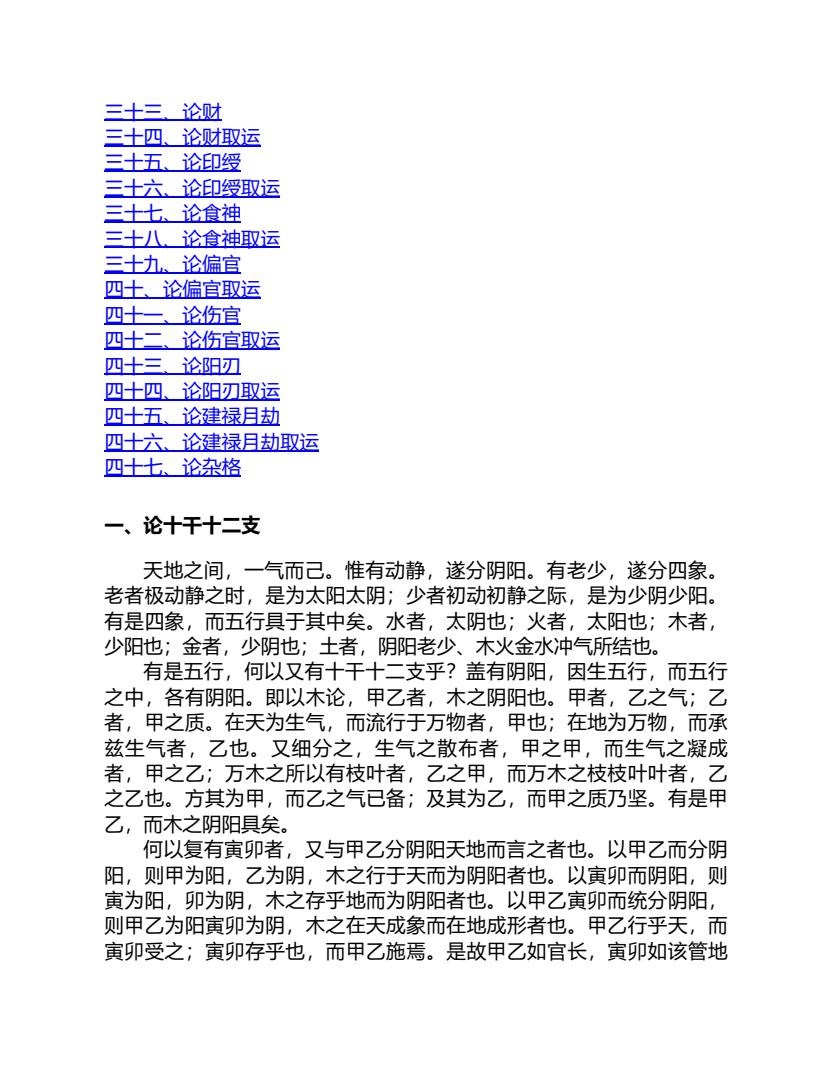 三十三、论财
三十四、论财取运
三十五、论印绶
三十六、论印绶取运
三十七、论食神
三十八、论食神取运
三十九、论偏官
四十、论偏官取运
四十一、论伤官
四十二、论伤官取运
四十三、论阳刃
四十四、论阳刃取运
四十五、论建禄月劫
四十六、论建禄月劫取运
四十七、论杂格
一、论十干十二支
天地之间，一气而己。惟有动静，遂分阴阳。有老少，遂分四象。
老者极动静之时，是为太阳太阴；少者初动初静之际，是为少阴少阳。
有是四象，而五行具于其中矣。水者，太阴也；火者，太阳也；木者，
少阳也；金者，少阴也；土者，阴阳老少、木火金水冲气所结也。
有是五行，何以又有十干十二支乎？盖有阴阳，因生五行，而五行
之中，各有阴阳。即以木论，甲乙者，木之阴阳也。甲者，乙之气；乙
者，甲之质。在天为生气，而流行于万物者，甲也；在地为万物，而承
兹生气者，乙也。又细分之，生气之散布者，甲之甲，而生气之凝成
者，甲之乙；万木之所以有枝叶者，乙之甲，而万木之枝枝叶叶者，乙
之乙也。方其为甲，而乙之气已备；及其为乙，而甲之质乃坚。有是甲
乙，而木之阴阳具矣。
何以复有寅卯者，又与甲乙分阴阳天地而言之者也。以甲乙而分阴
阳，则甲为阳，乙为阴，木之行于天而为阴阳者也。以寅卯而阴阳，则
寅为阳，卯为阴，木之存乎地而为阴阳者也。以甲乙寅卯而统分阴阳，
则甲乙为阳寅卯为阴，木之在天成象而在地成形者也。甲乙行乎天，而
寅卯受之；寅卯存乎也，而甲乙施焉。是故甲乙如官长，寅卯如该管地